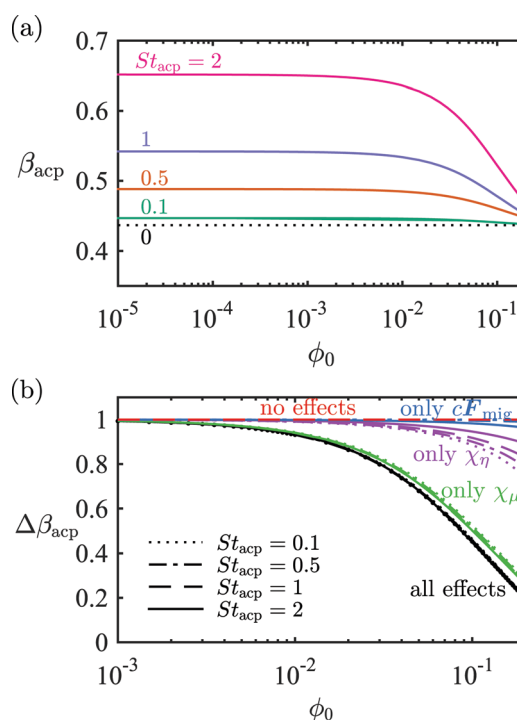 (a)
0.7
St_acp = 2
0.6
1
β_acp
0.5
0.5
0.1
0.4
0
10^-5 10^-4 10^-3 10^-2 10^-1
ϕ_0
(b)
no effects only cF_mig
1
only χ_η
0.8
only χ_μ
Δβ_acp
0.6
St_acp = 0.1
0.4
St_acp = 0.5
St_acp = 1
all effects
0.2
St_acp = 2
0
10^-3 10^-2 10^-1
ϕ_0